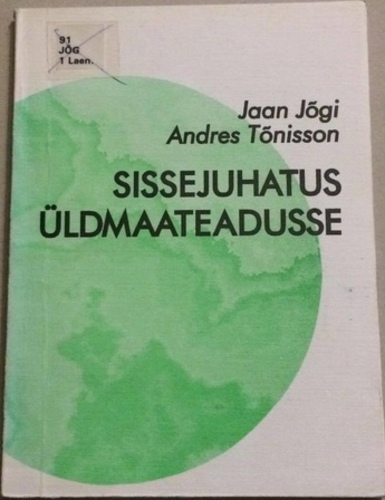 91
JÕG
1 Laen.
Jaan Jõgi
Andres Tõnisson
SISSEJUHATUS
ÜLDMAATEADUSSE